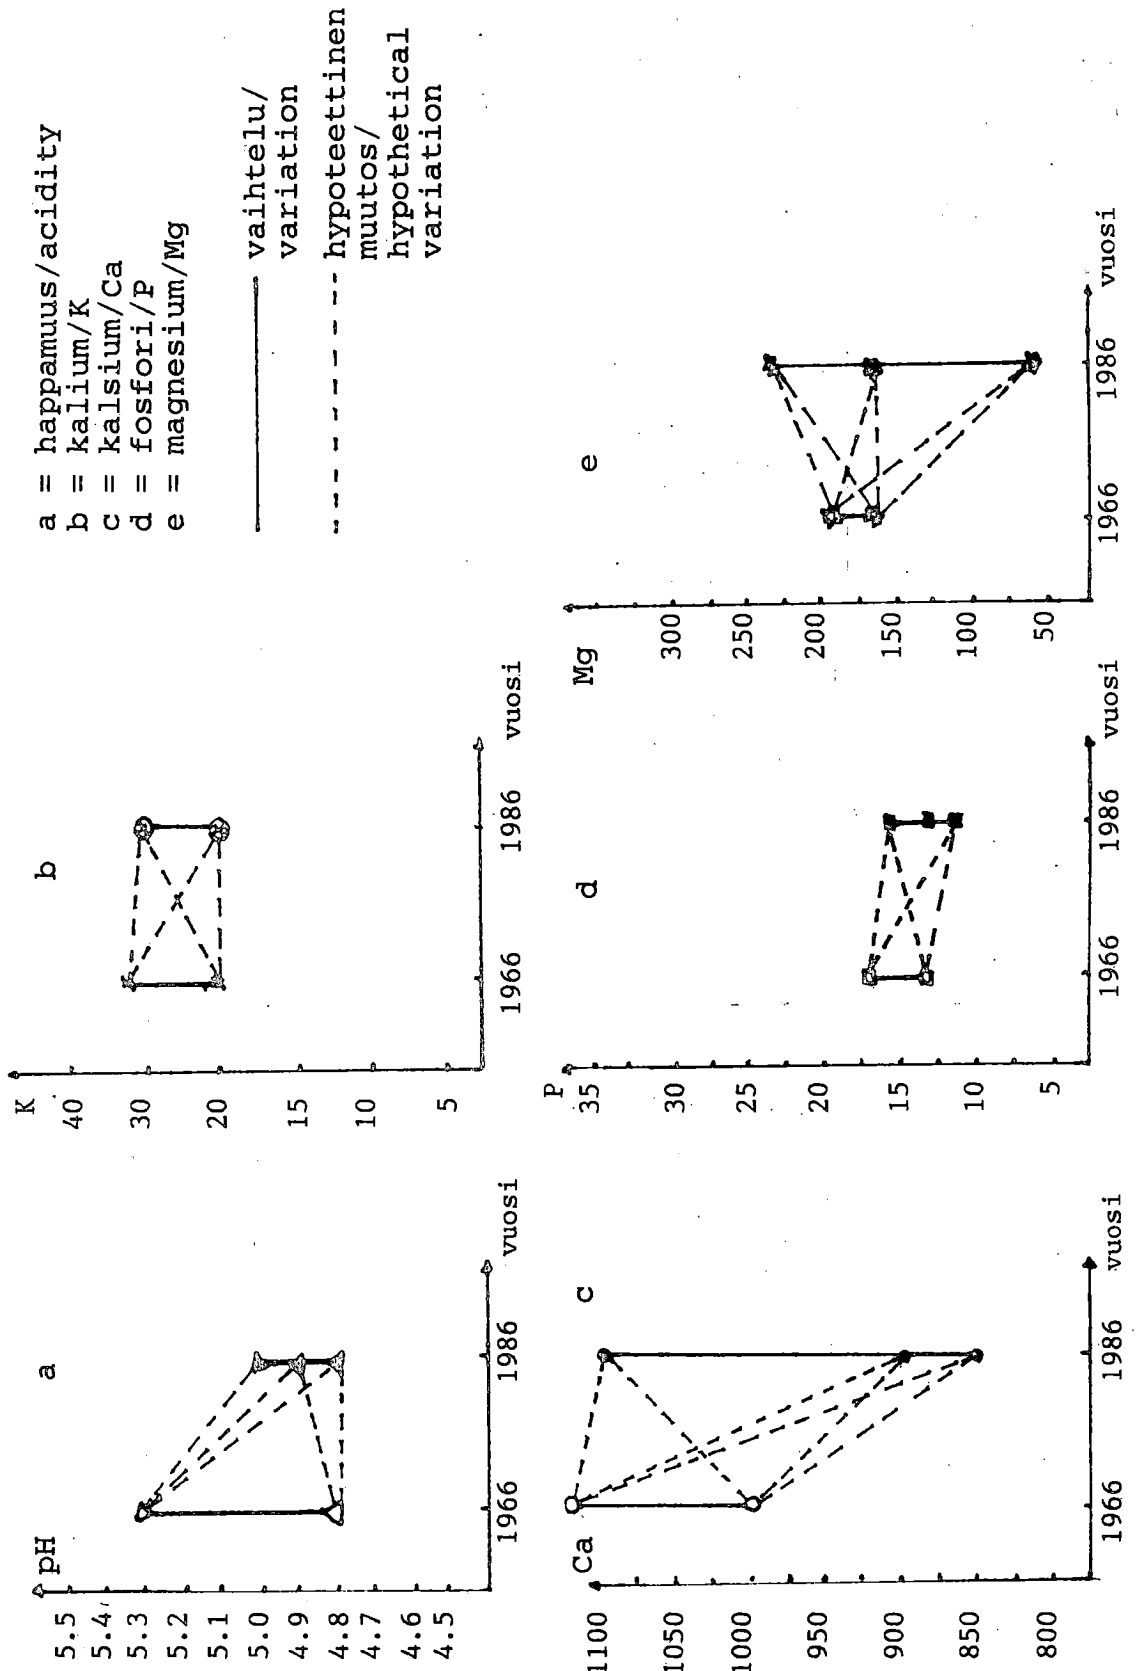 pH
a
5.5
5.4
5.3
5.2
5.1
5.0
4.9
4.8
4.7
4.6
4.5
1966
1986
vuosi
K
b
40
30
20
15
10
5
1966
1986
vuosi
a = happamuus/acidity
b = kalium/K
c = kalsium/Ca
d = fosfori/P
e = magnesium/Mg
vaihtelu/
variation
hypoteettinen
muutos/
hypothetical
variation
Ca
c
1100
1050
1000
950
900
850
800
1966
1986
vuosi
P
d
35
30
20
15
10
5
1966
1986
vuosi
Mg
e
300
250
200
150
100
50
1966
1986
vuosi